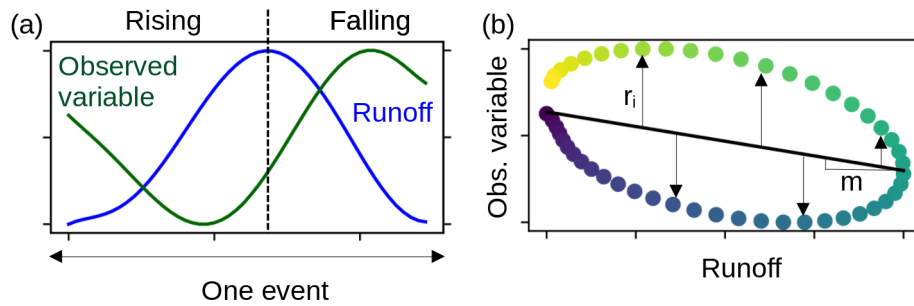 (a)
Rising
Falling
Observed
variable
Runoff
One event
(b)
Obs. variable
rᵢ
m
Runoff